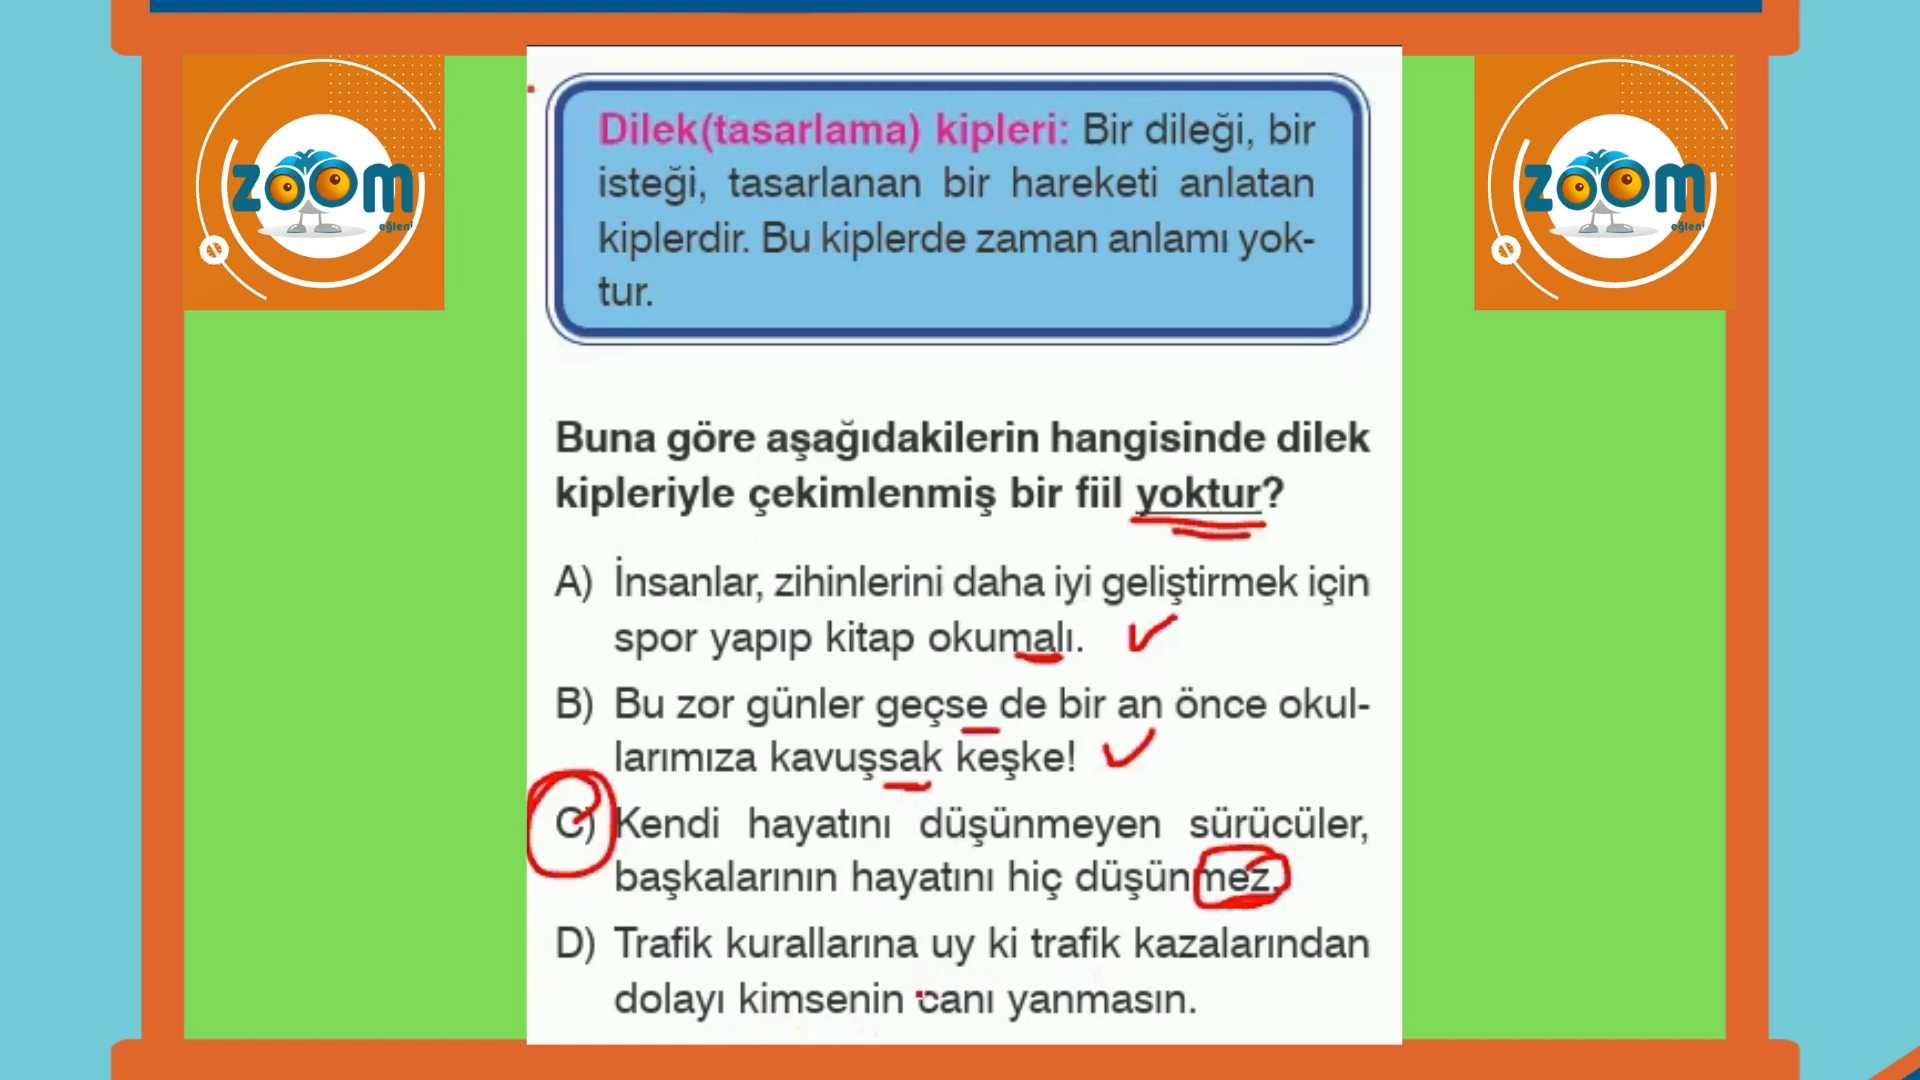 zoom
eğleni
zoom
eğleni
Dilek(tasarlama) kipleri: Bir dileği, bir
isteği, tasarlanan bir hareketi anlatan
kiplerdir. Bu kiplerde zaman anlamı yok-
tur.
Buna göre aşağıdakilerin hangisinde dilek
kipleriyle çekimlenmiş bir fiil yoktur?
A) İnsanlar, zihinlerini daha iyi geliştirmek için
spor yapıp kitap okumalı.
B) Bu zor günler geçse de bir an önce okul-
larımıza kavuşsak keşke!
C) Kendi hayatını düşünmeyen sürücüler,
başkalarının hayatını hiç düşünmez.
D) Trafik kurallarına uy ki trafik kazalarından
dolayı kimsenin canı yanmasın.